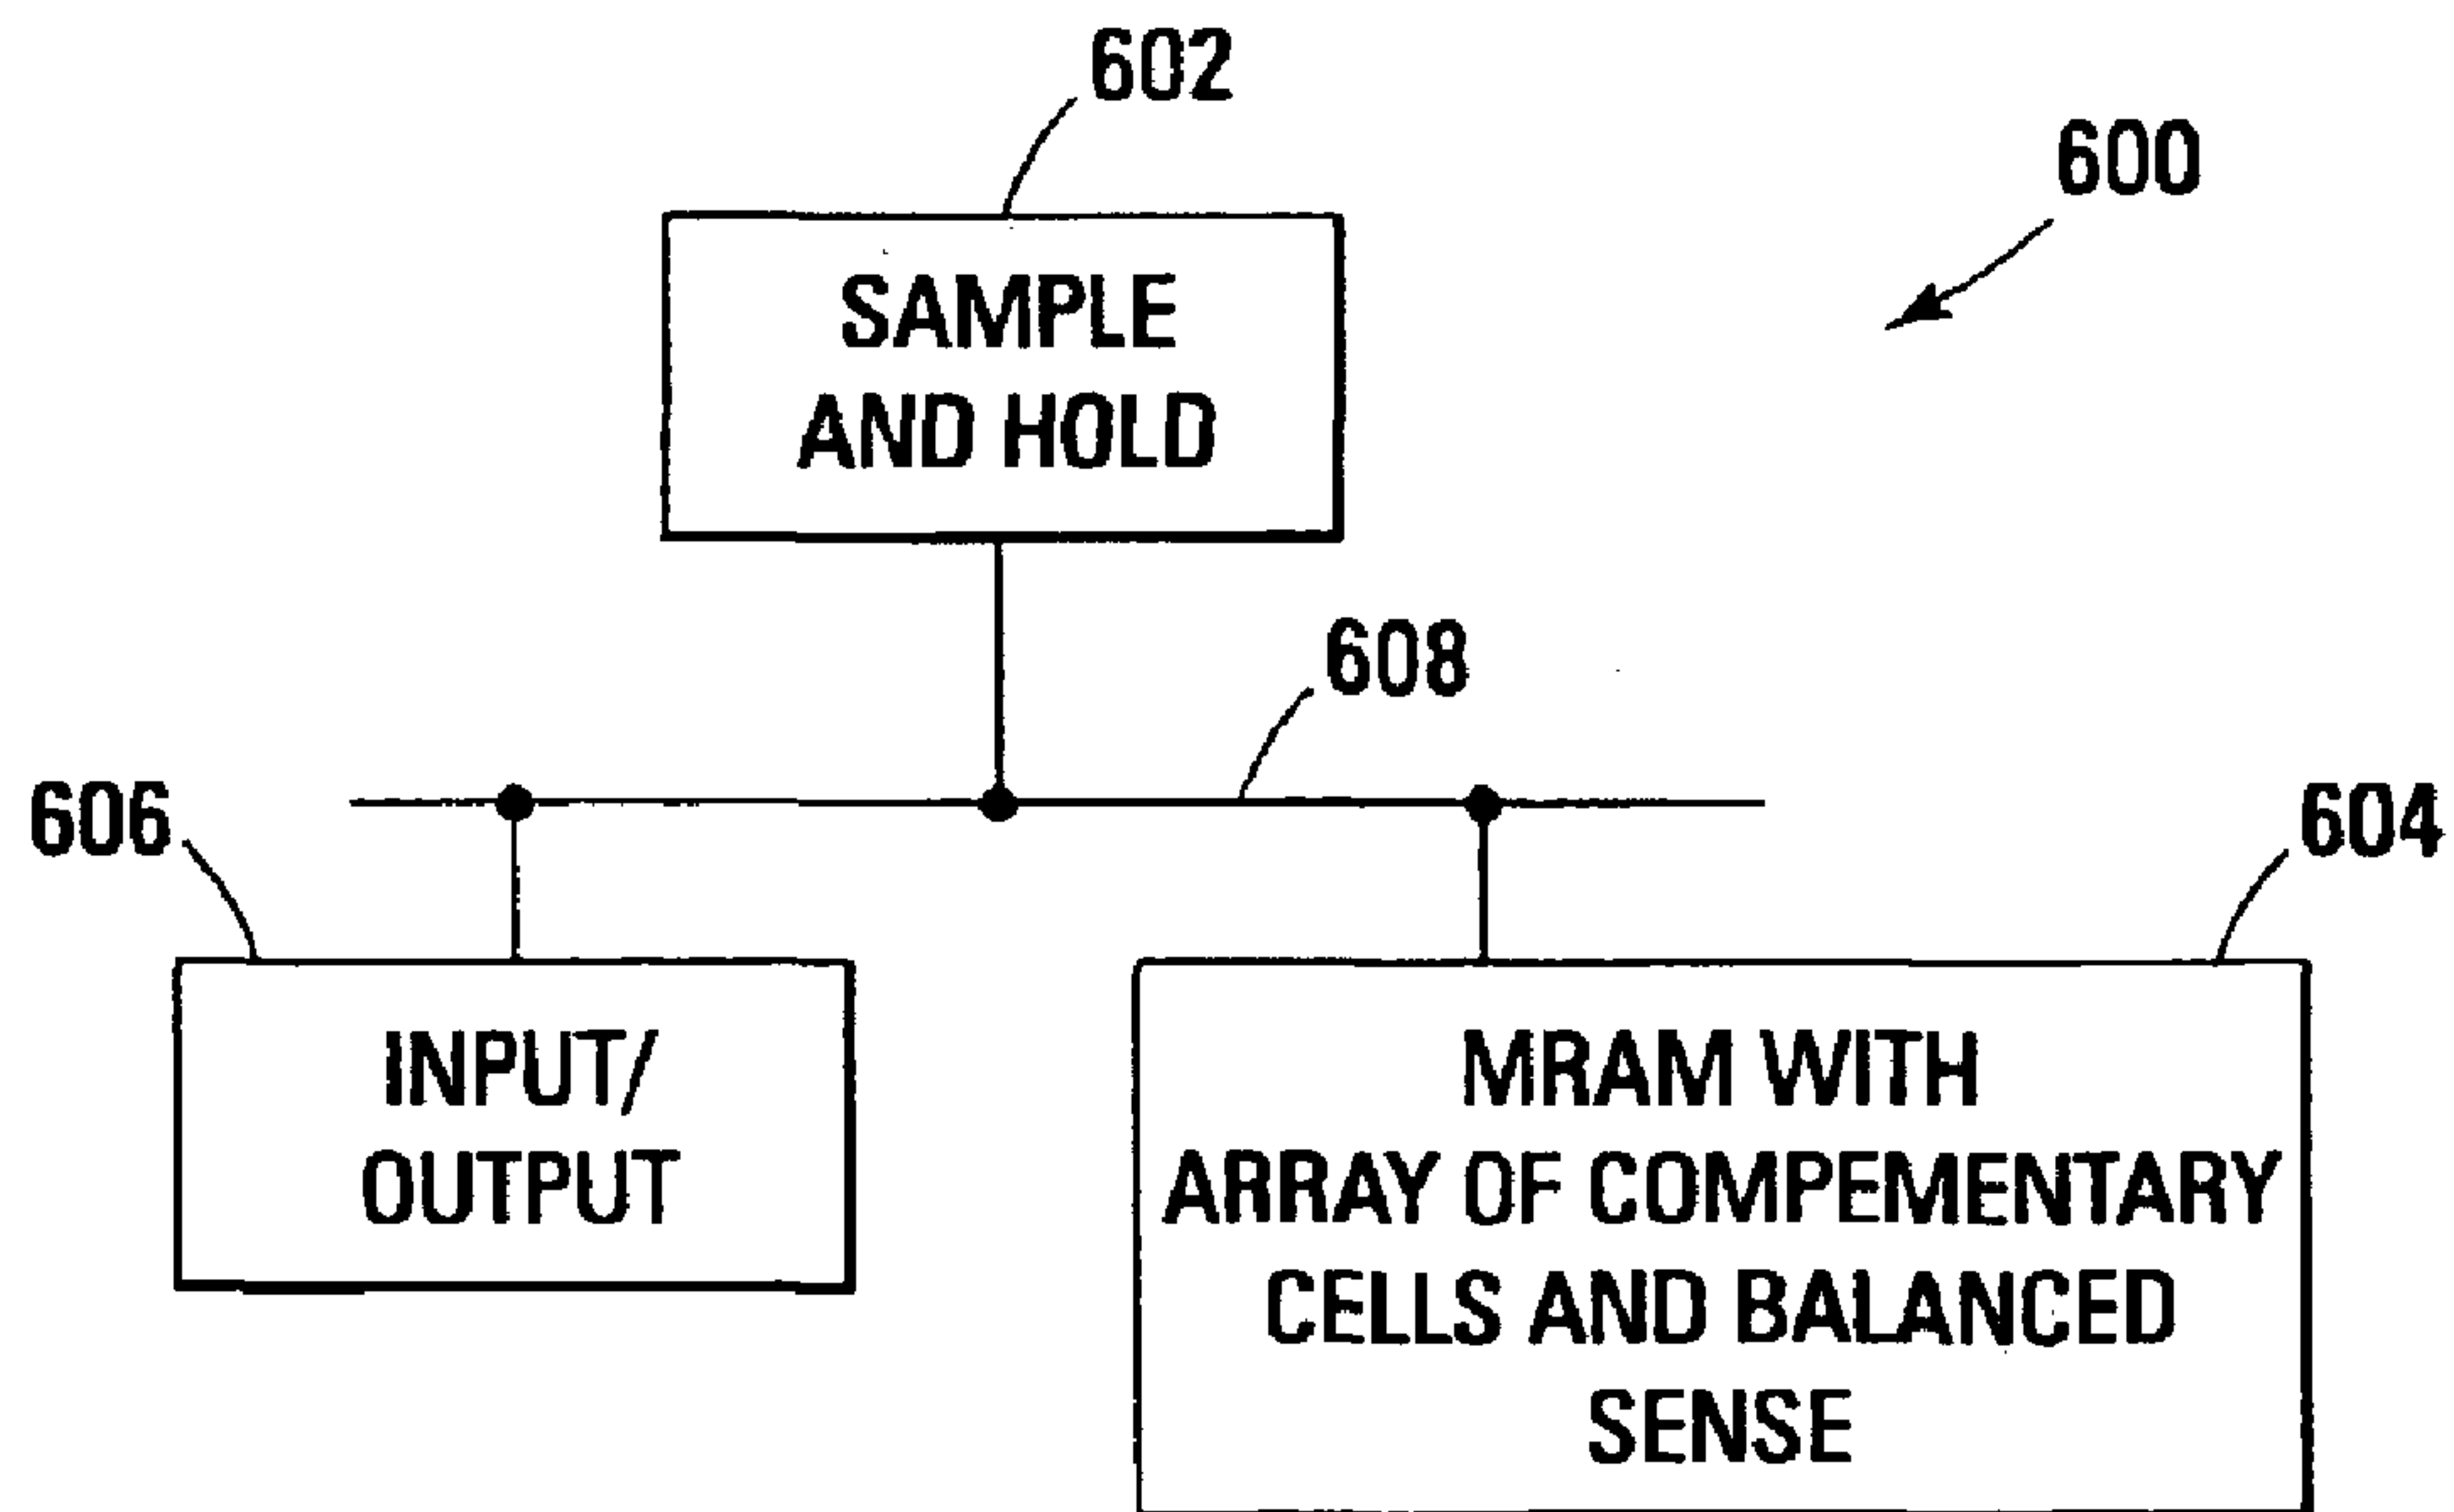 602
600
SAMPLE
AND HOLD
608
606
604
INPUT/
OUTPUT
MRAM WITH
ARRAY OF COMPEMENTARY
CELLS AND BALANCED
SENSE